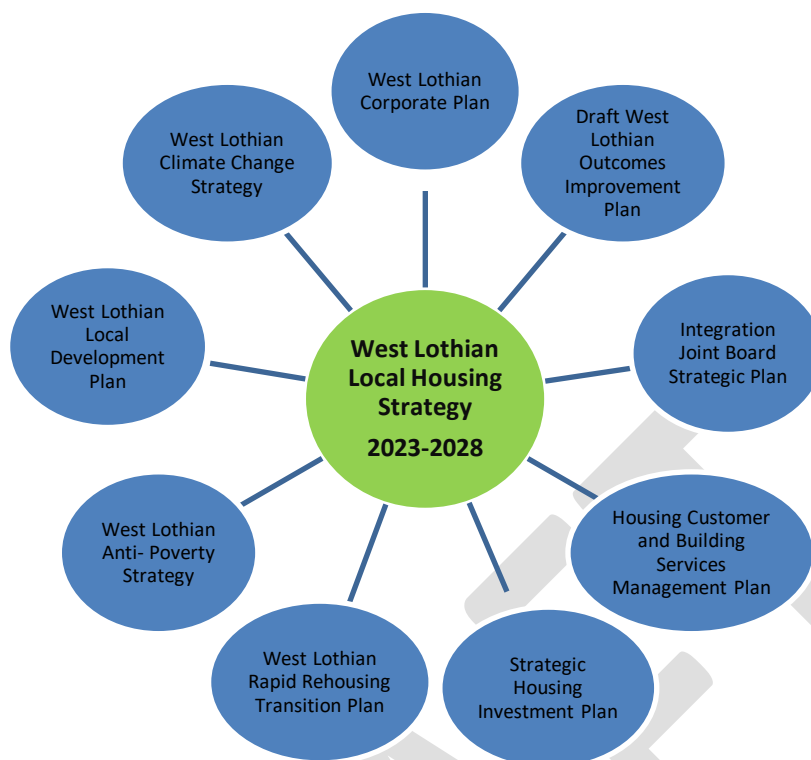 West Lothian
Corporate Plan
Draft West
Lothian
Outcomes
Improvement
Plan
Integration
Joint Board
Strategic Plan
Housing Customer
and Building
Services
Management Plan
Strategic
Housing
Investment Plan
West Lothian
Rapid Rehousing
Transition Plan
West Lothian
Anti- Poverty
Strategy
West Lothian
Local
Development
Plan
West Lothian
Climate Change
Strategy
West Lothian
Local Housing
Strategy
2023-2028